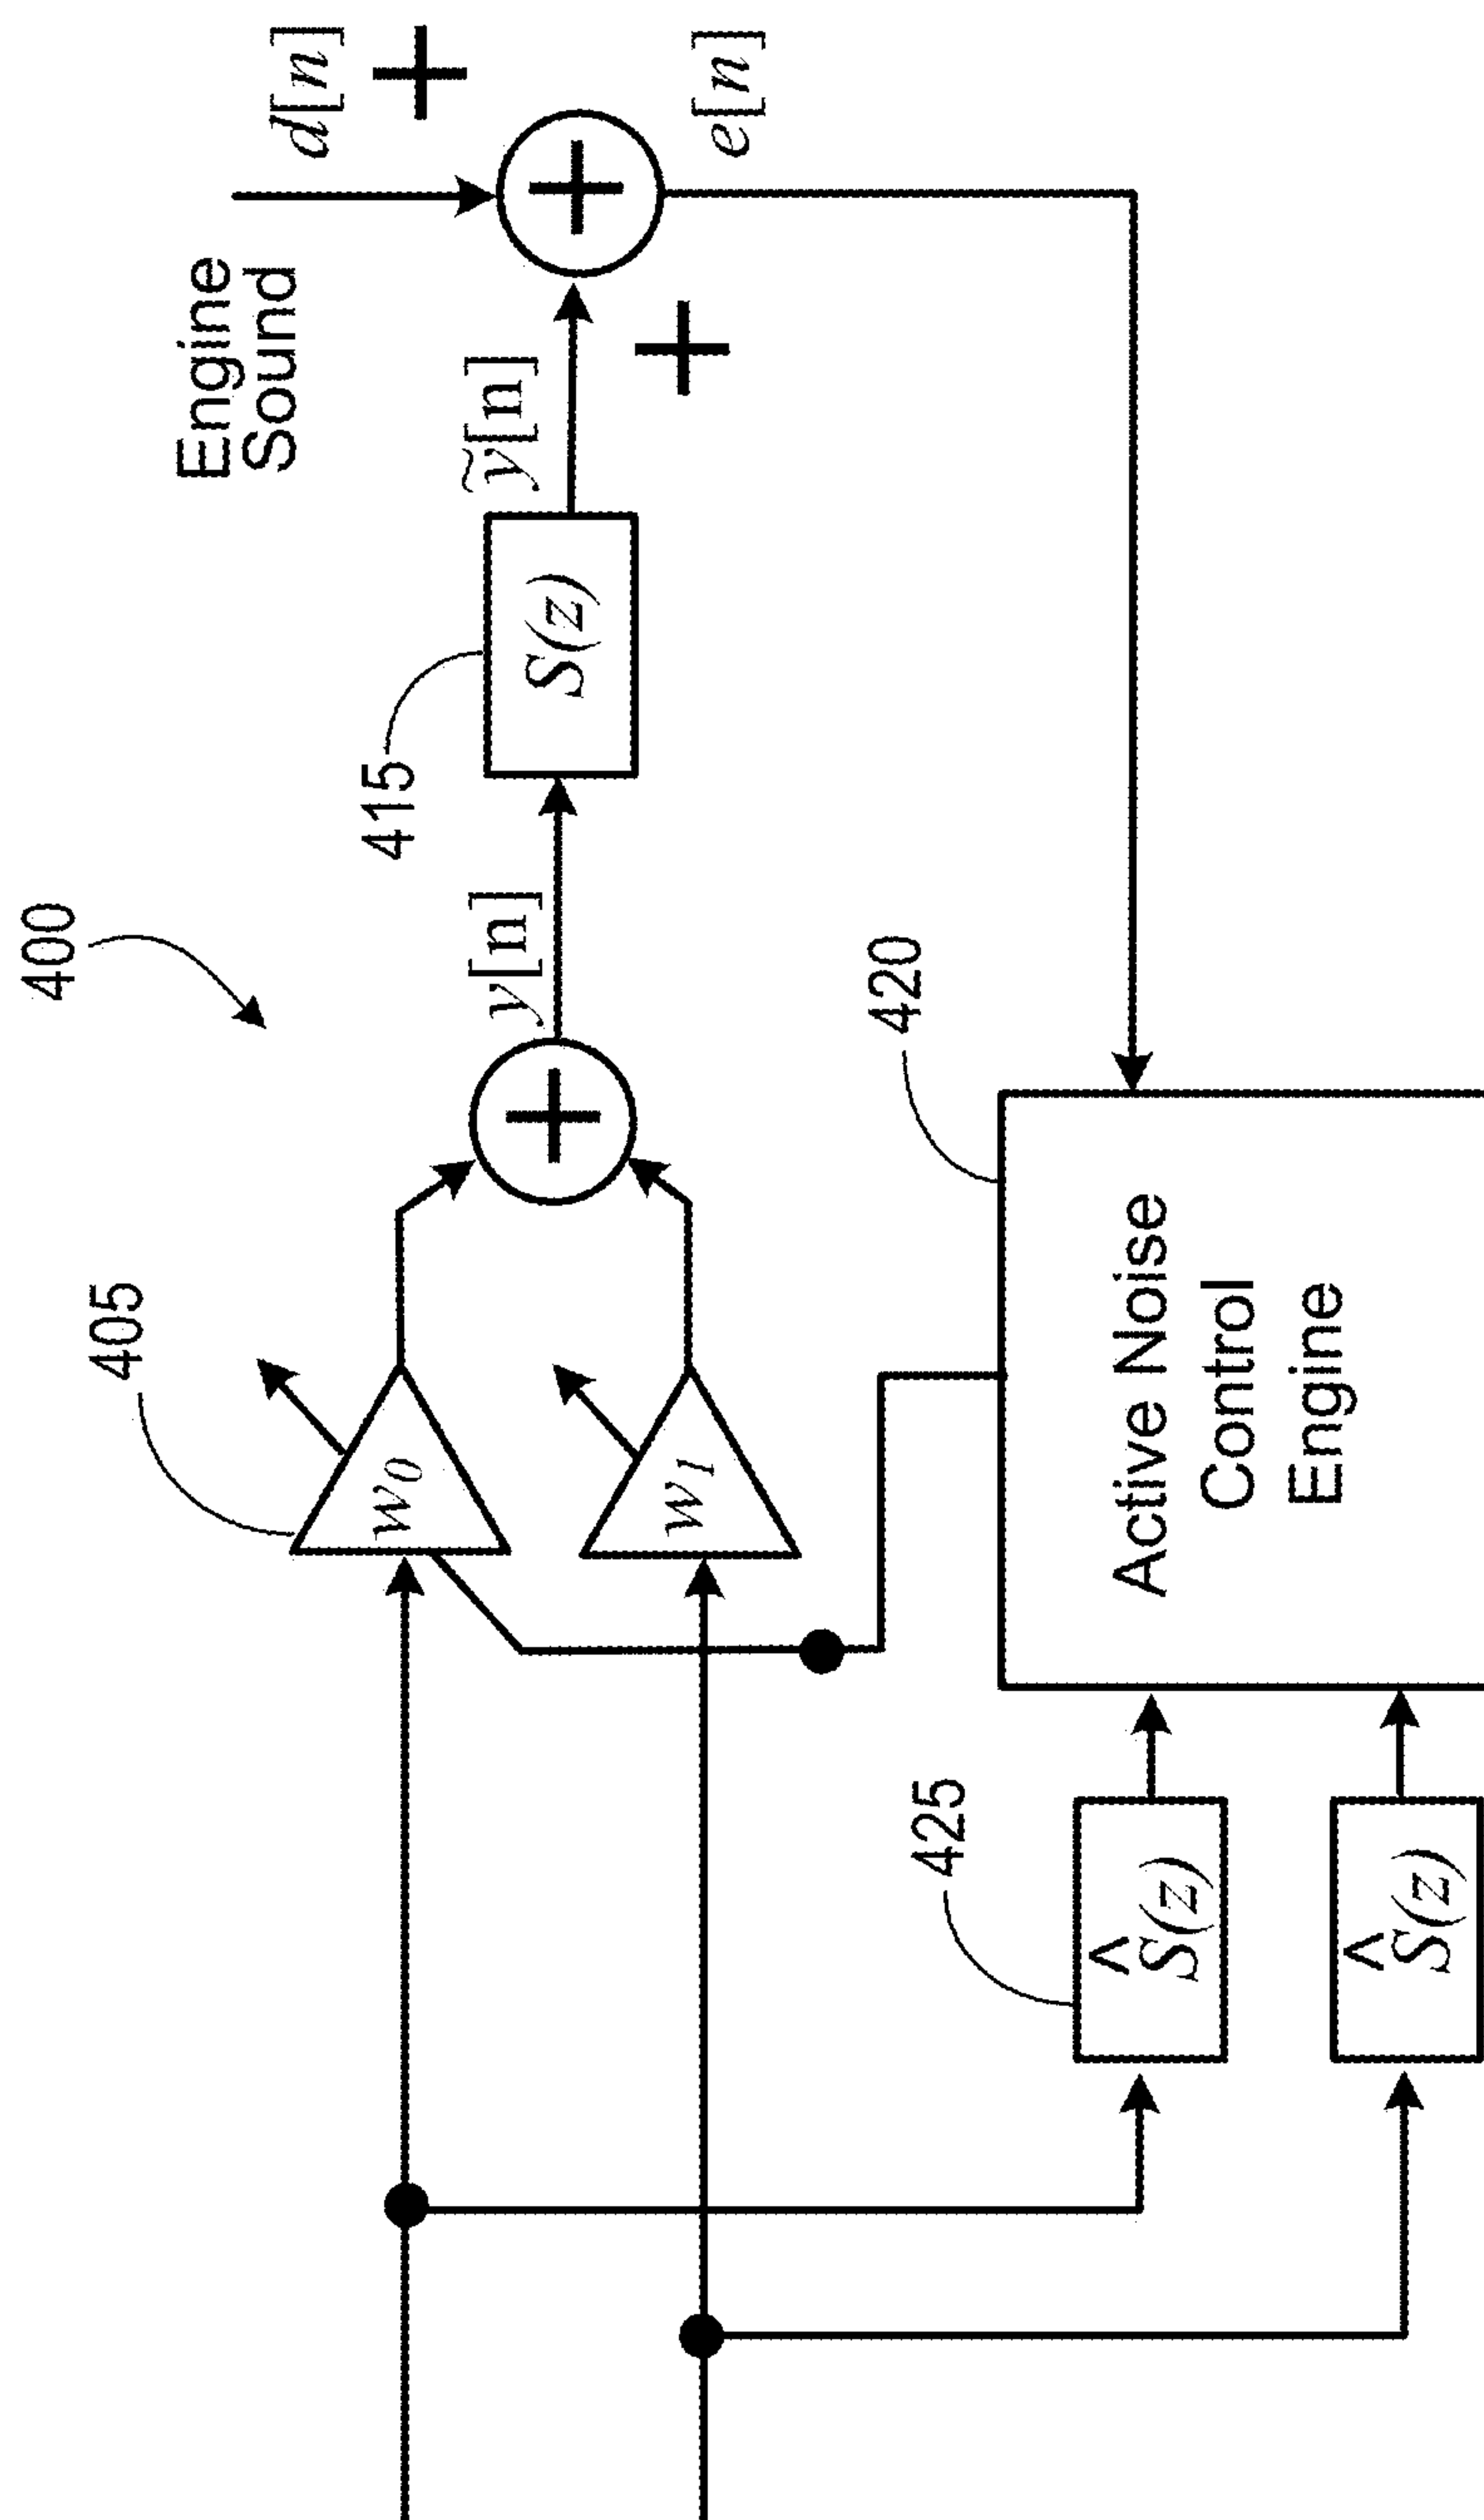 400
Engine
Sound
d[n]
+
405
415
w0
y[n]
+
S(z)
ỹ[n]
+
+
e[n]
w1
420
425
Ŝ(z)
Active Noise
Control
Engine
Ŝ(z)